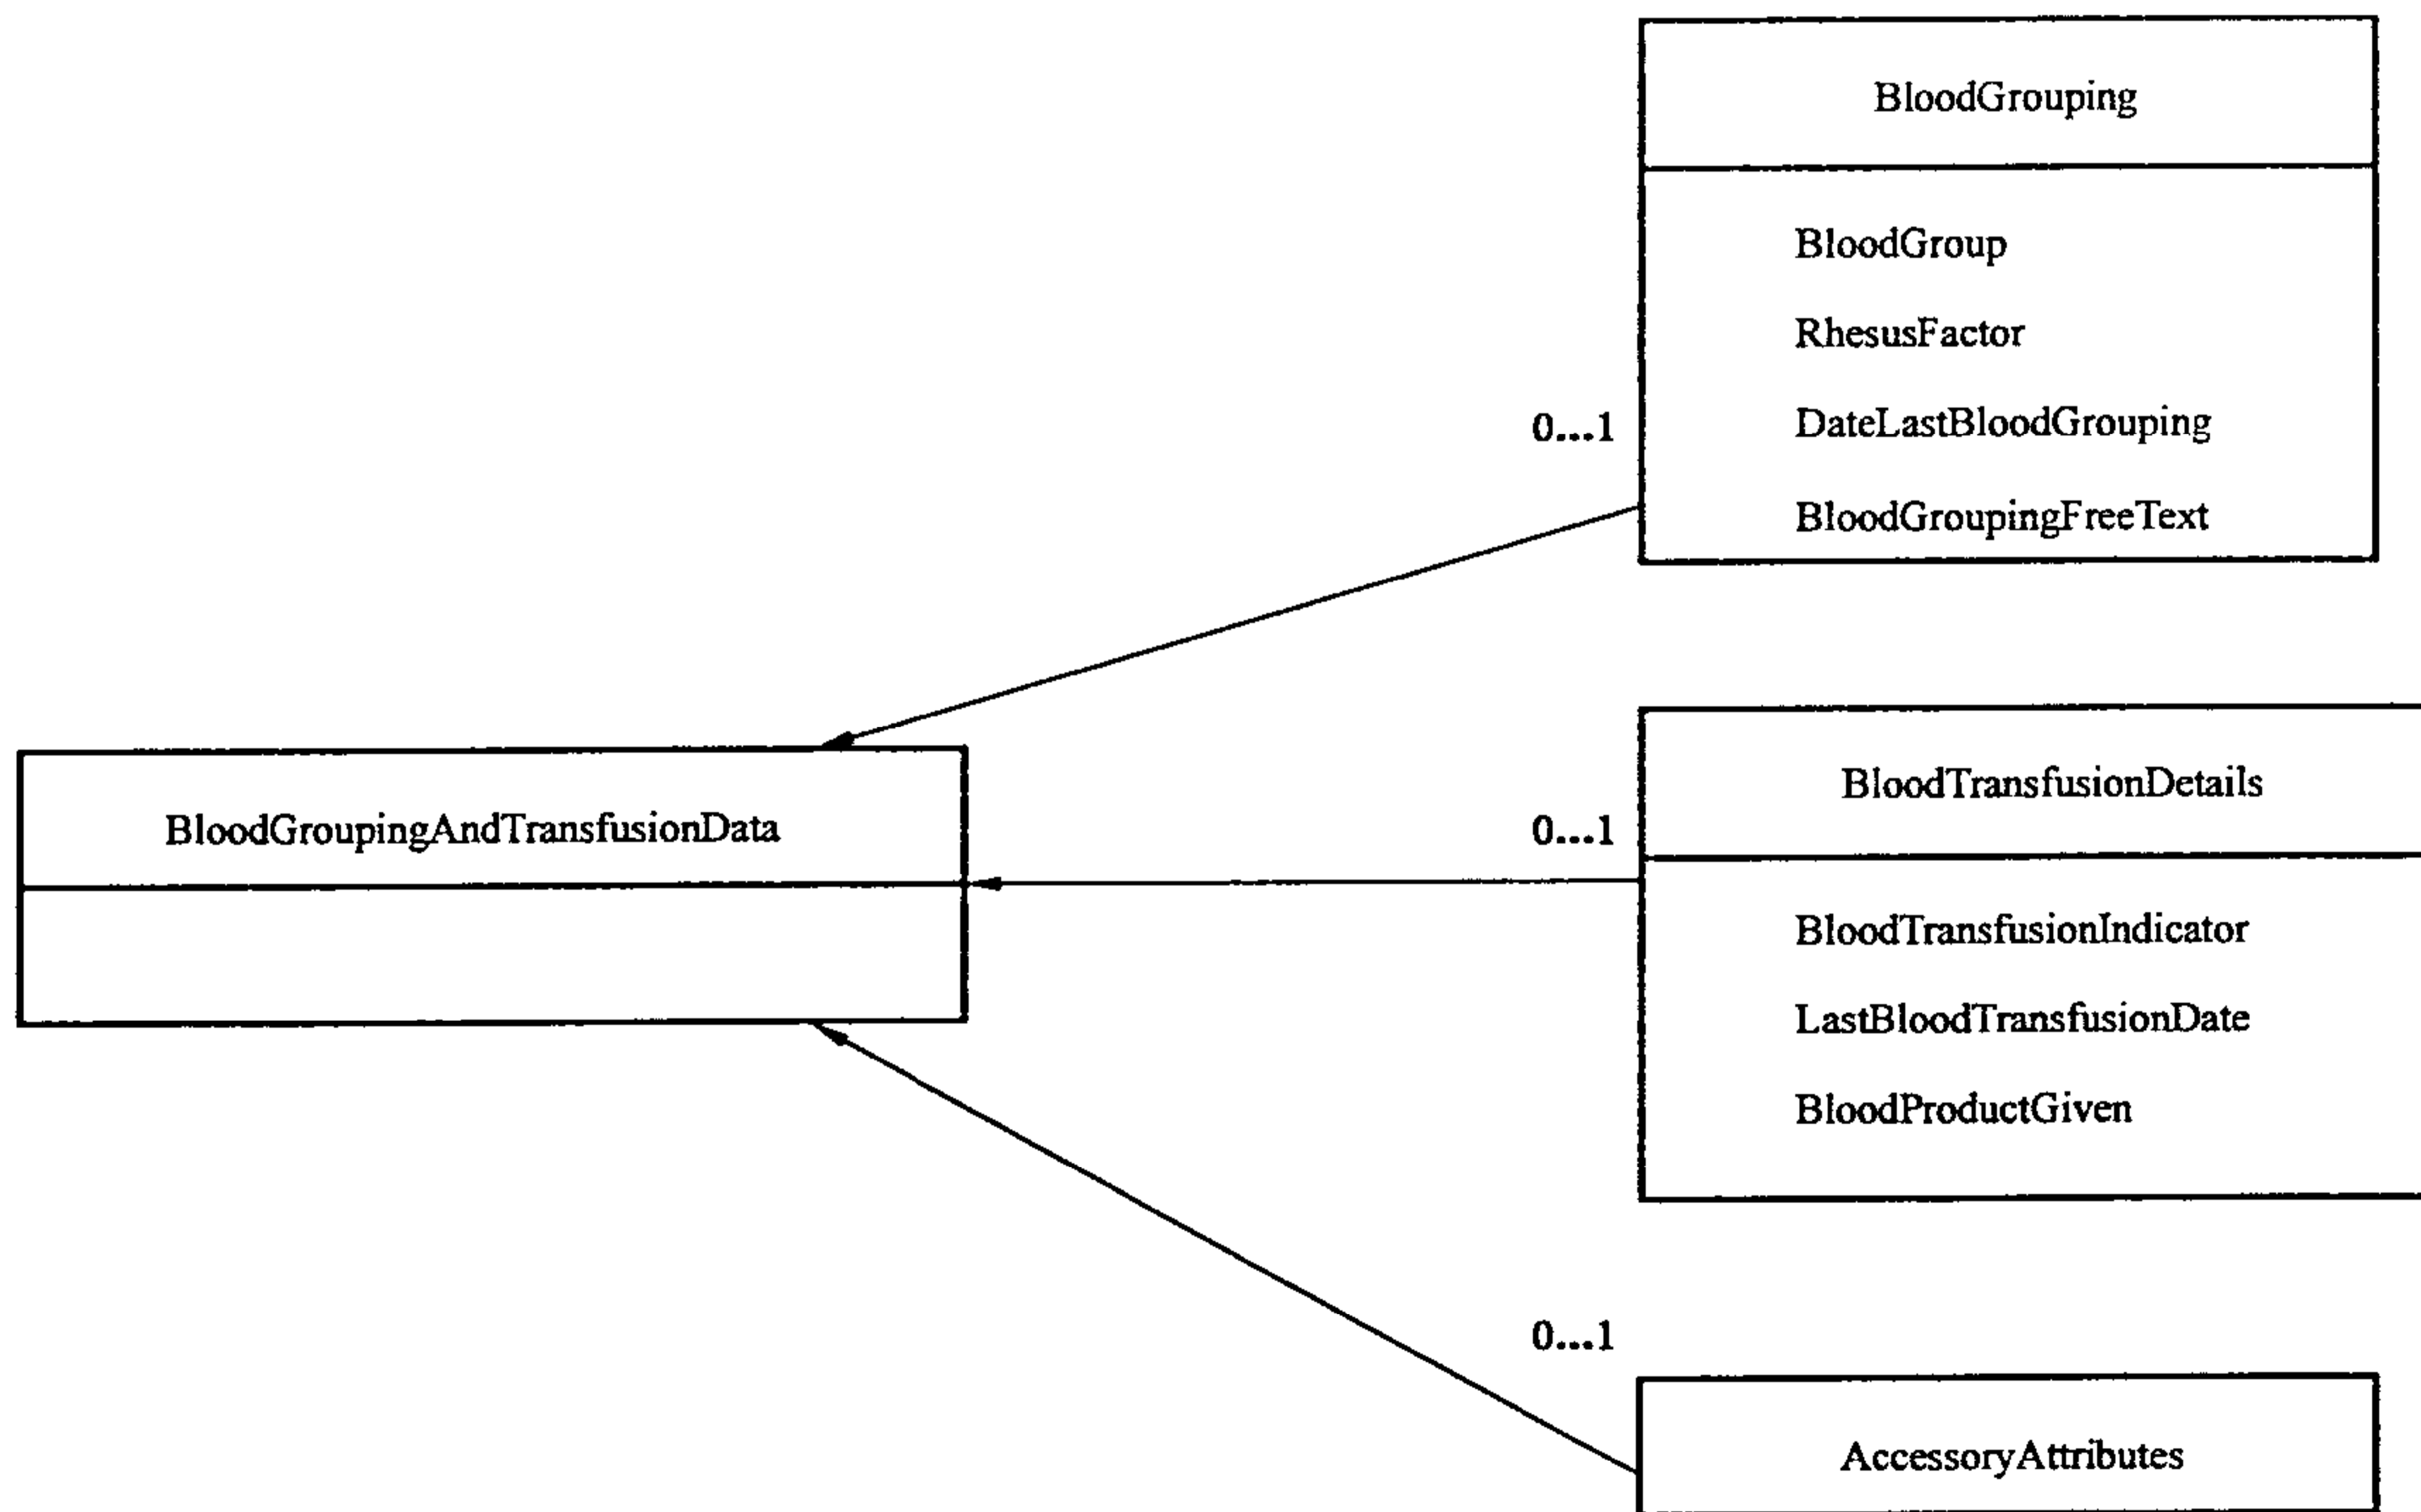 BloodGrouping
BloodGroup
RhesusFactor
0...1
DateLastBloodGrouping
BloodGroupingFreeText
BloodTransfusionDetails
BloodGroupingAndTransfusionData
0...1
BloodTransfusionIndicator
LastBloodTransfusionDate
BloodProductGiven
0...1
AccessoryAttributes